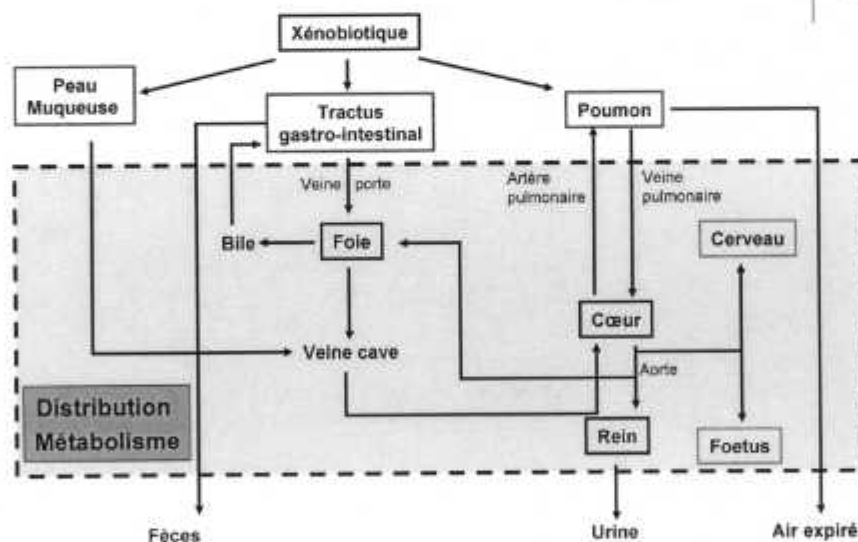 Xénobiotique
Peau
Muqueuse
Tractus
gastro-intestinal
Poumon
Veine porte
Artère
pulmonaire
Veine
pulmonaire
Bile
Foie
Cerveau
Cœur
Veine cave
Aorte
Distribution
Métabolisme
Rein
Foetus
Fèces
Urine
Air expiré